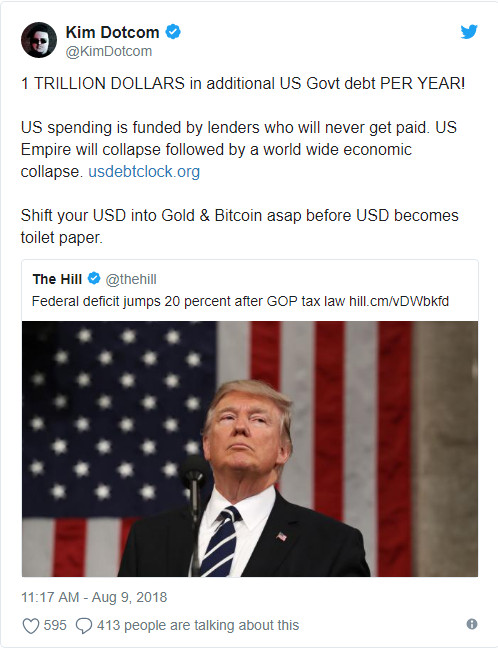 Kim Dotcom
@KimDotcom
1 TRILLION DOLLARS in additional US Govt debt PER YEAR!
US spending is funded by lenders who will never get paid. US
Empire will collapse followed by a world wide economic
collapse. usdebtclock.org
Shift your USD into Gold & Bitcoin asap before USD becomes
toilet paper.
The Hill @thehill
Federal deficit jumps 20 percent after GOP tax law hill.cm/vDWbkfd
11:17 AM - Aug 9, 2018
595 413 people are talking about this